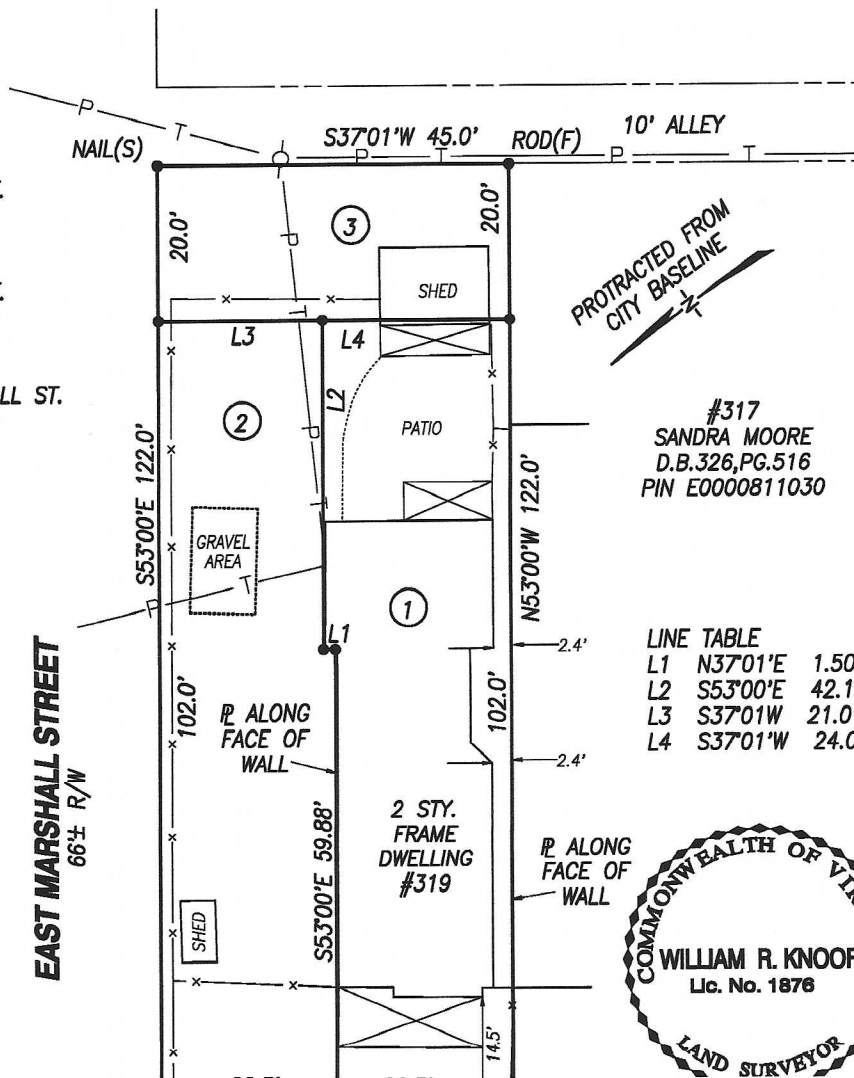 P
T
NAIL(S)
S37°01'W 45.0'
ROD(F)
10' ALLEY
P
T
P
T
20.0'
20.0'
3
P
T
SHED
PROTRACTED FROM
CITY BASELINE
N
L3
L4
LL ST.
2
L2
P
T
PATIO
#317
SANDRA MOORE
D.B.326,PG.516
PIN E0000811030
S53°00'E 122.0'
N53°00'W 122.0'
GRAVEL
AREA
P
T
1
L1
2.4'
LINE TABLE
L1 N37°01'E 1.50
L2 S53°00'E 42.1
L3 S37°01'W 21.0
L4 S37°01'W 24.0
102.0'
102.0'
EAST MARSHALL STREET
66'± R/W
PL ALONG
FACE OF
WALL
2.4'
2 STY.
FRAME
DWELLING
#319
PL ALONG
FACE OF
WALL
S53°00'E 59.88'
SHED
COMMONWEALTH OF VIR
WILLIAM R. KNOOF
Lic. No. 1876
LAND SURVEYOR
14.5'